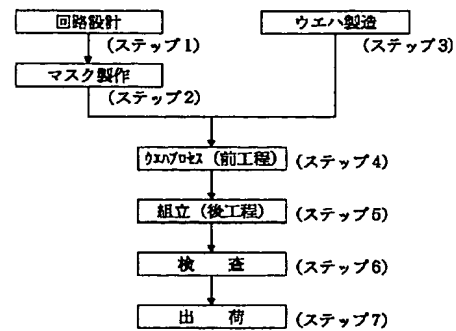 回路設計
(ステップ1)
ウエハ製造
(ステップ3)
マスク製作
(ステップ2)
ウエハプロセス (前工程) (ステップ4)
組立 (後工程) (ステップ5)
検 査 (ステップ6)
出 荷 (ステップ7)